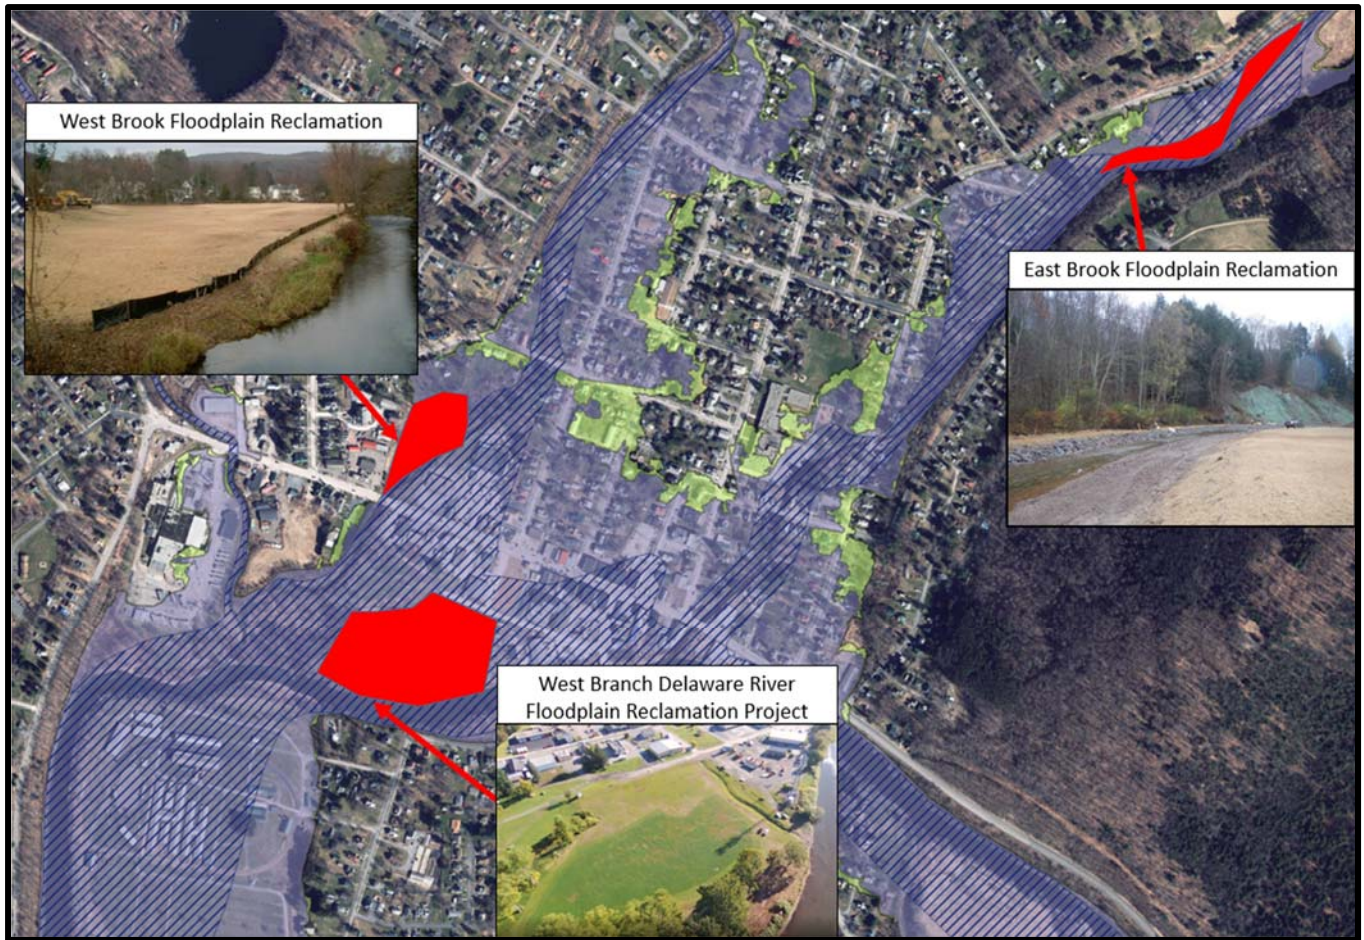 West Brook Floodplain Reclamation
East Brook Floodplain Reclamation
West Branch Delaware River
Floodplain Reclamation Project